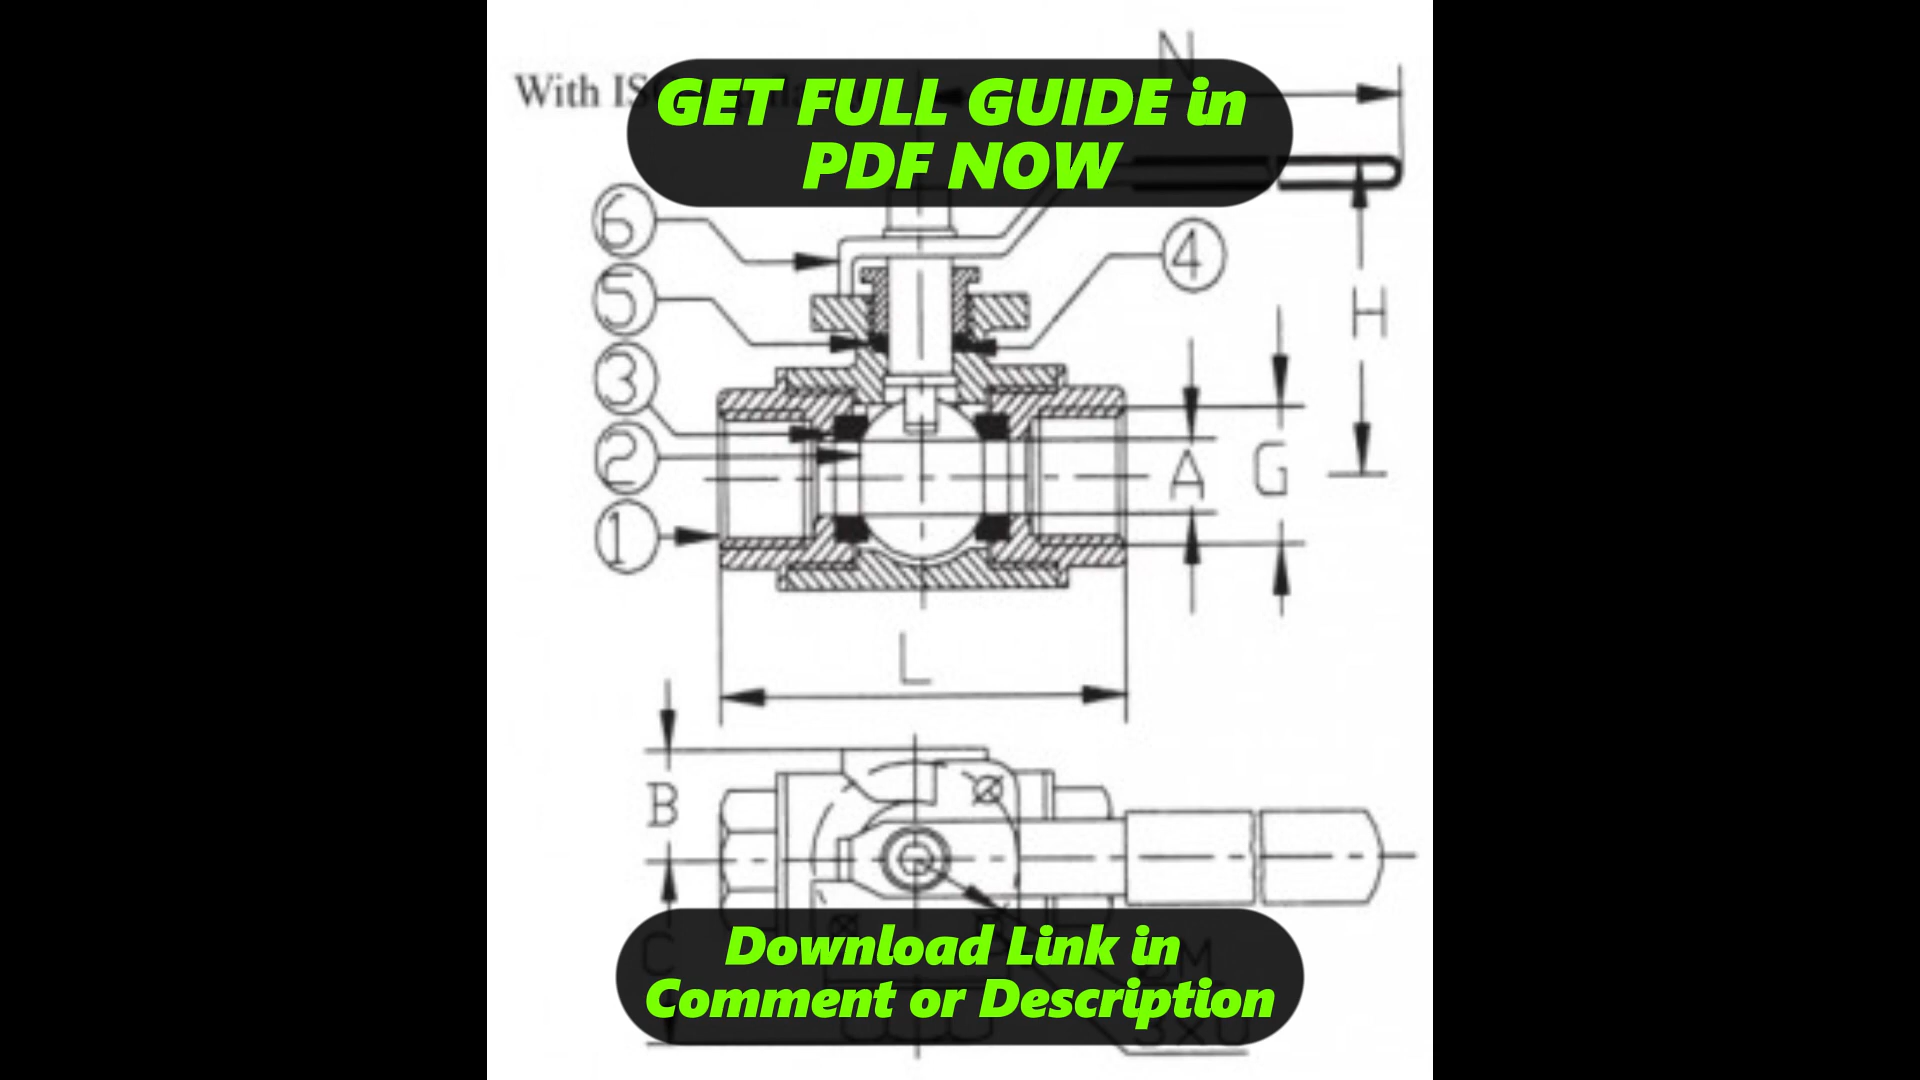 With IS
GET FULL GUIDE in
PDF NOW
N
6
5
4
3
2
1
H
A
G
L
B
C
M
Download Link in
Comment or Description